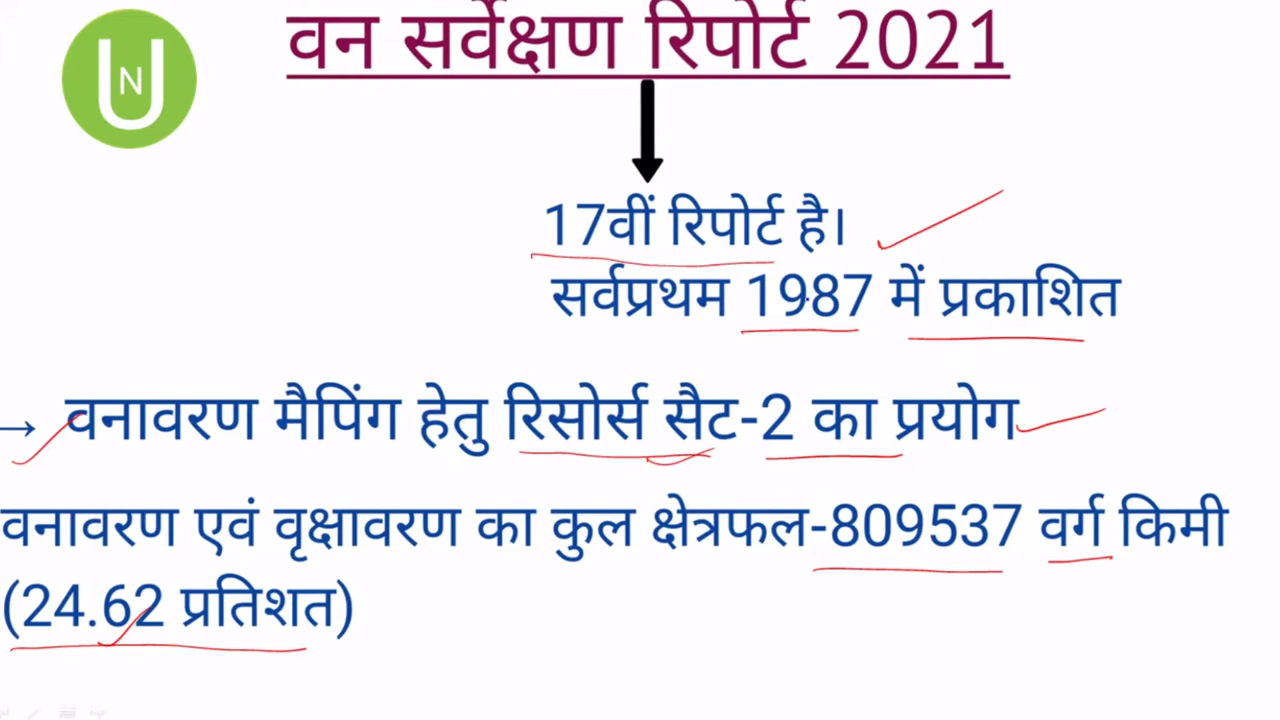 UN
वन सर्वेक्षण रिपोर्ट 2021
17वीं रिपोर्ट है।
सर्वप्रथम 1987 में प्रकाशित
→ वनावरण मैपिंग हेतु रिसोर्स सैट-2 का प्रयोग
वनावरण एवं वृक्षावरण का कुल क्षेत्रफल-809537 वर्ग किमी
(24.62 प्रतिशत)